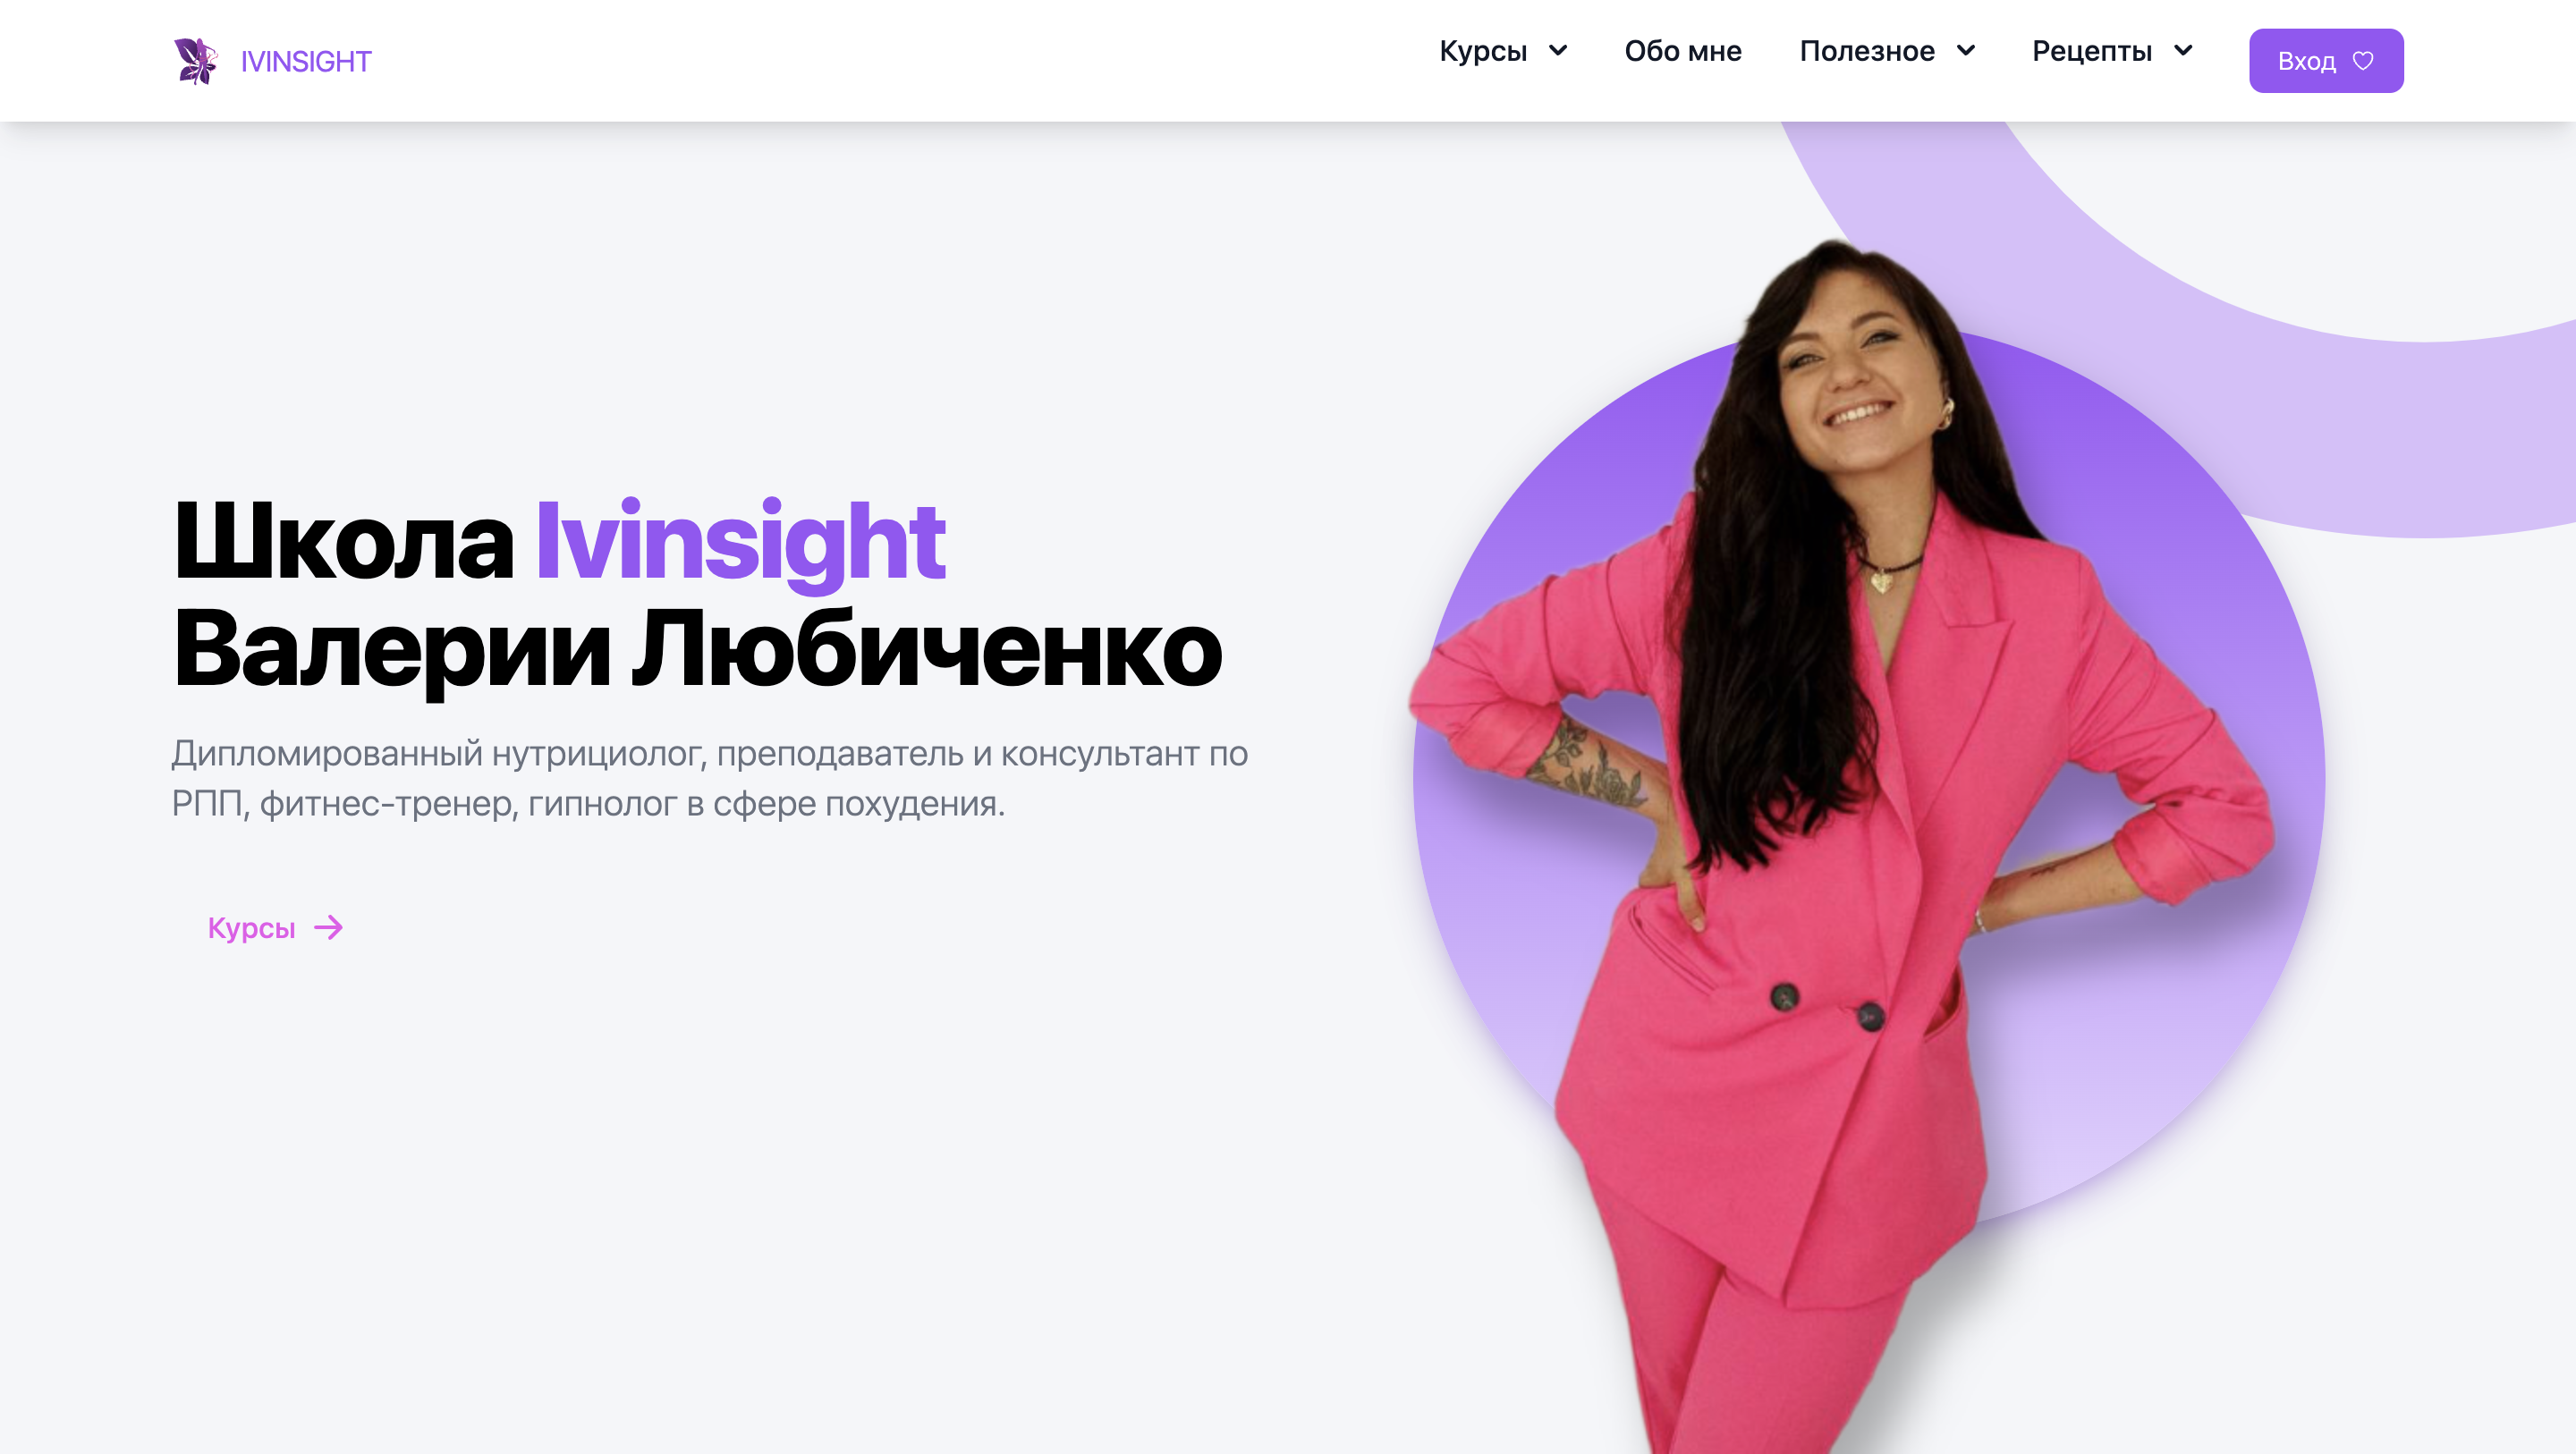 IVINSIGHT
Курсы
Обо мне
Полезное
Рецепты
Вход
Школа Ivinsight
Валерии Любиченко
Дипломированный нутрициолог, преподаватель и консультант по
РПП, фитнес-тренер, гипнолог в сфере похудения.
Курсы